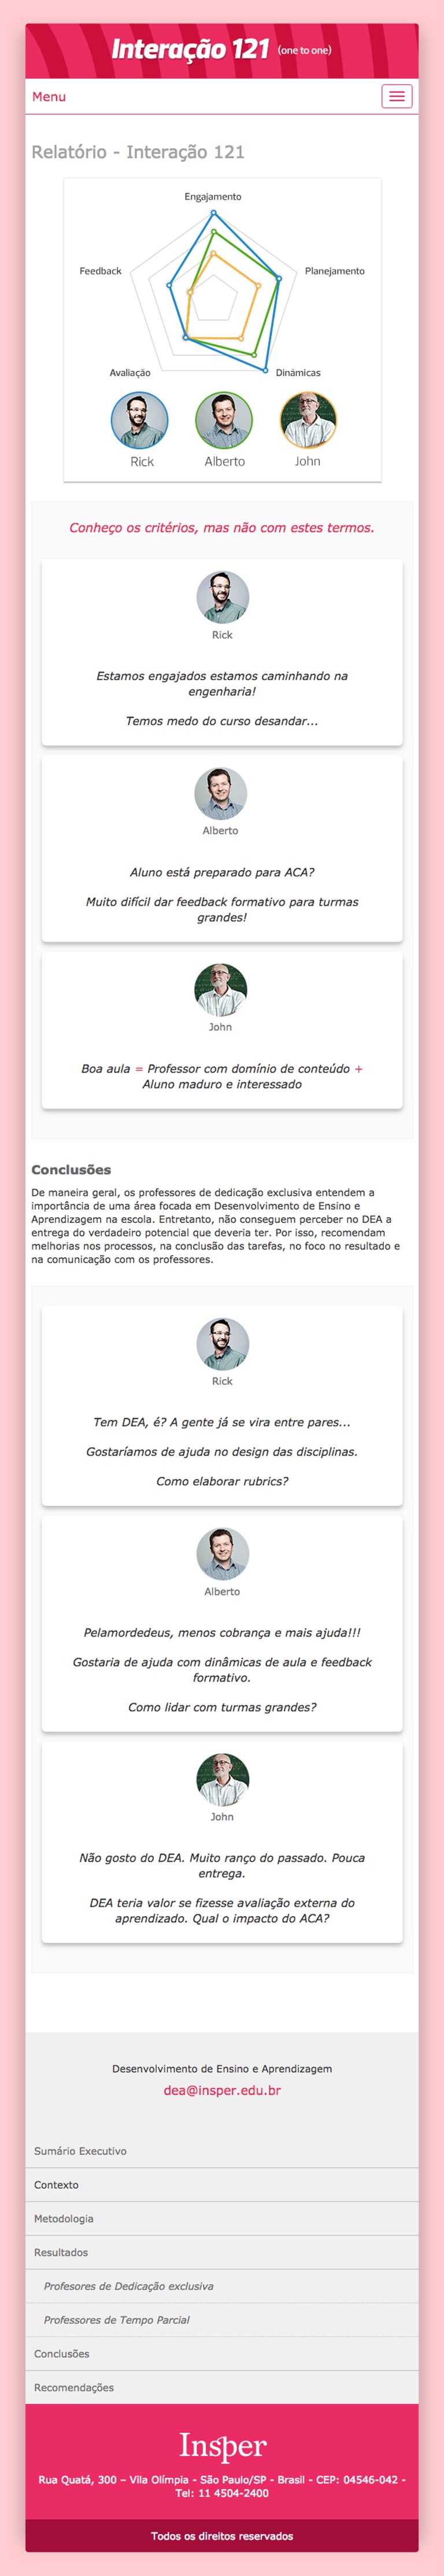 Interação 121 (one to one)
Menu
Relatório - Interação 121
Engajamento
Feedback
Planejamento
Avaliação
Dinâmicas
Rick
Alberto
John
Conheço os critérios, mas não com estes termos.
Rick
Estamos engajados estamos caminhando na
engenharia!
Temos medo do curso desandar...
Alberto
Aluno está preparado para ACA?
Muito difícil dar feedback formativo para turmas
grandes!
John
Boa aula = Professor com domínio de conteúdo +
Aluno maduro e interessado
Conclusões
De maneira geral, os professores de dedicação exclusiva entendem a
importância de uma área focada em Desenvolvimento de Ensino e
Aprendizagem na escola. Entretanto, não conseguem perceber no DEA a
entrega do verdadeiro potencial que deveria ter. Por isso, recomendam
melhorias nos processos, na conclusão das tarefas, no foco no resultado e
na comunicação com os professores.
Rick
Tem DEA, é? A gente já se vira entre pares...
Gostaríamos de ajuda no design das disciplinas.
Como elaborar rubrics?
Alberto
Pelamordedeus, menos cobrança e mais ajuda!!!
Gostaria de ajuda com dinâmicas de aula e feedback
formativo.
Como lidar com turmas grandes?
John
Não gosto do DEA. Muito ranço do passado. Pouca
entrega.
DEA teria valor se fizesse avaliação externa do
aprendizado. Qual o impacto do ACA?
Desenvolvimento de Ensino e Aprendizagem
dea@insper.edu.br
Sumário Executivo
Contexto
Metodologia
Resultados
Profesores de Dedicação exclusiva
Professores de Tempo Parcial
Conclusões
Recomendações
Insper
Rua Quatá, 300 – Vila Olímpia - São Paulo/SP - Brasil - CEP: 04546-042 -
Tel: 11 4504-2400
Todos os direitos reservados